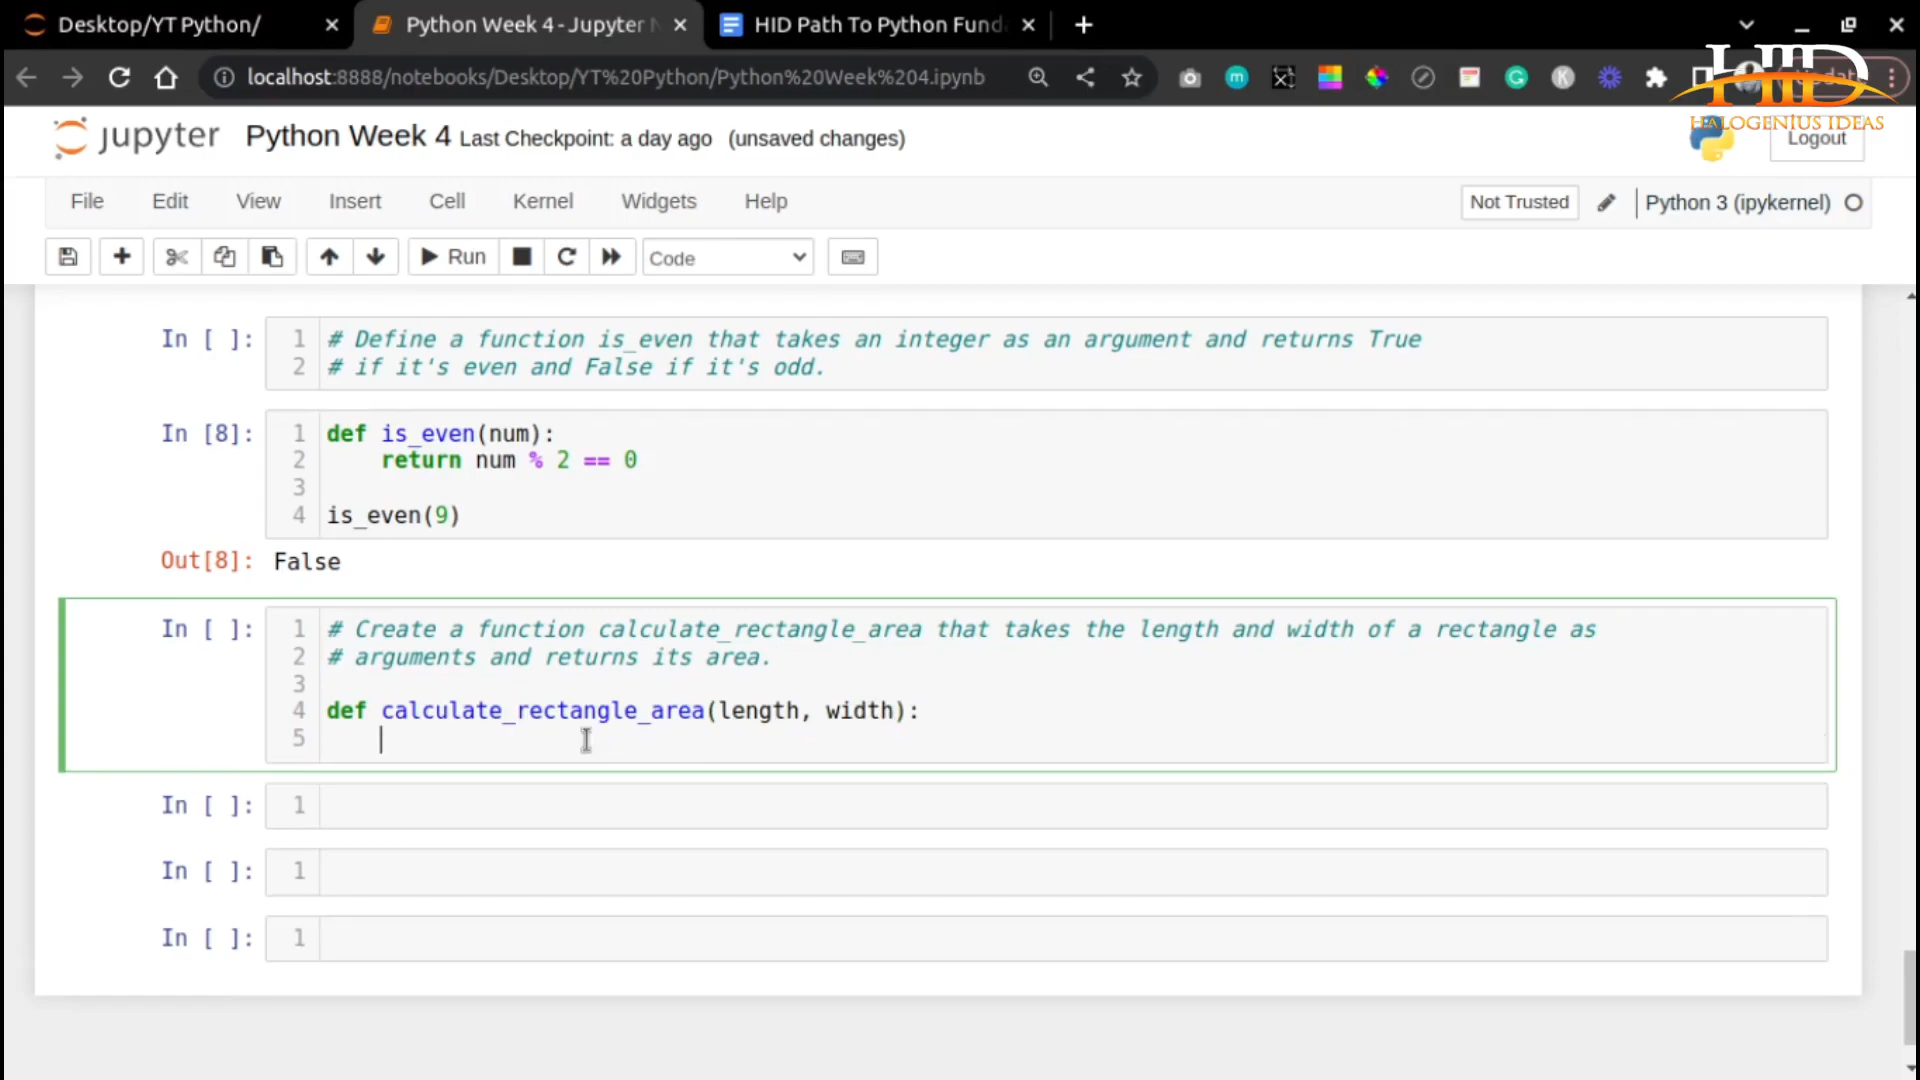 Desktop/YT Python/
Python Week 4 - Jupyter N
HID Path To Python Fund
localhost:8888/notebooks/Desktop/YT%20Python/Python%20Week%204.ipynb
HID
HALOGENIUS IDEAS
jupyter Python Week 4 Last Checkpoint: a day ago (unsaved changes)
Logout
File Edit View Insert Cell Kernel Widgets Help
Not Trusted
Python 3 (ipykernel)
Run
Code
In [ ]:
1 # Define a function is_even that takes an integer as an argument and returns True
2 # if it's even and False if it's odd.
In [8]:
1 def is_even(num):
2 return num % 2 == 0
3
4 is_even(9)
Out[8]: False
In [ ]:
1 # Create a function calculate_rectangle_area that takes the length and width of a rectangle as
2 # arguments and returns its area.
3
4 def calculate_rectangle_area(length, width):
5
In [ ]: 1
In [ ]: 1
In [ ]: 1